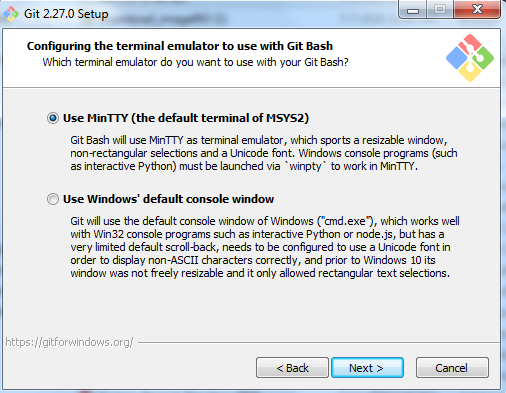 Git 2.27.0 Setup
Configuring the terminal emulator to use with Git Bash
Which terminal emulator do you want to use with your Git Bash?
Use MinTTY (the default terminal of MSYS2)
Git Bash will use MinTTY as terminal emulator, which sports a resizable window,
non-rectangular selections and a Unicode font. Windows console programs (such
as interactive Python) must be launched via `winpty` to work in MinTTY.
Use Windows' default console window
Git will use the default console window of Windows ("cmd.exe"), which works well
with Win32 console programs such as interactive Python or node.js, but has a
very limited default scroll-back, needs to be configured to use a Unicode font in
order to display non-ASCII characters correctly, and prior to Windows 10 its
window was not freely resizable and it only allowed rectangular text selections.
https://gitforwindows.org/
< Back
Next >
Cancel